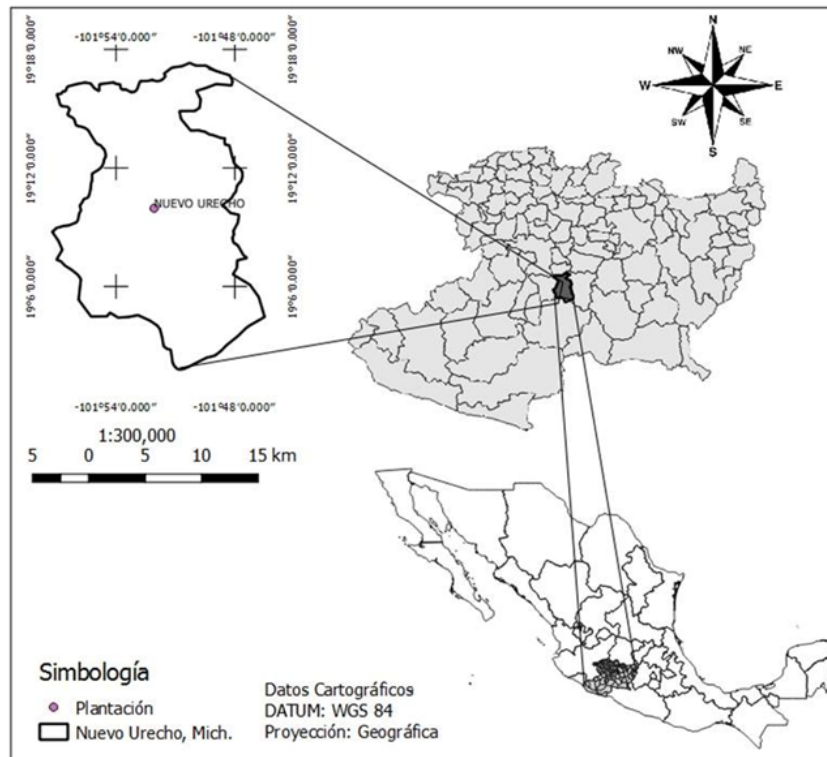 -101°54'0.000" -101°48'0.000"
19°18'0.000" 19°18'0.000"
19°12'0.000" 19°12'0.000"
19°6'0.000" 19°6'0.000"
NUEVO URECHO
-101°54'0.000" -101°48'0.000"
1:300,000
5 0 5 10 15 km
N
NW NE
W E
SW SE
S
Simbología
Plantación
Nuevo Urecho, Mich.
Datos Cartográficos
DATUM: WGS 84
Proyección: Geográfica